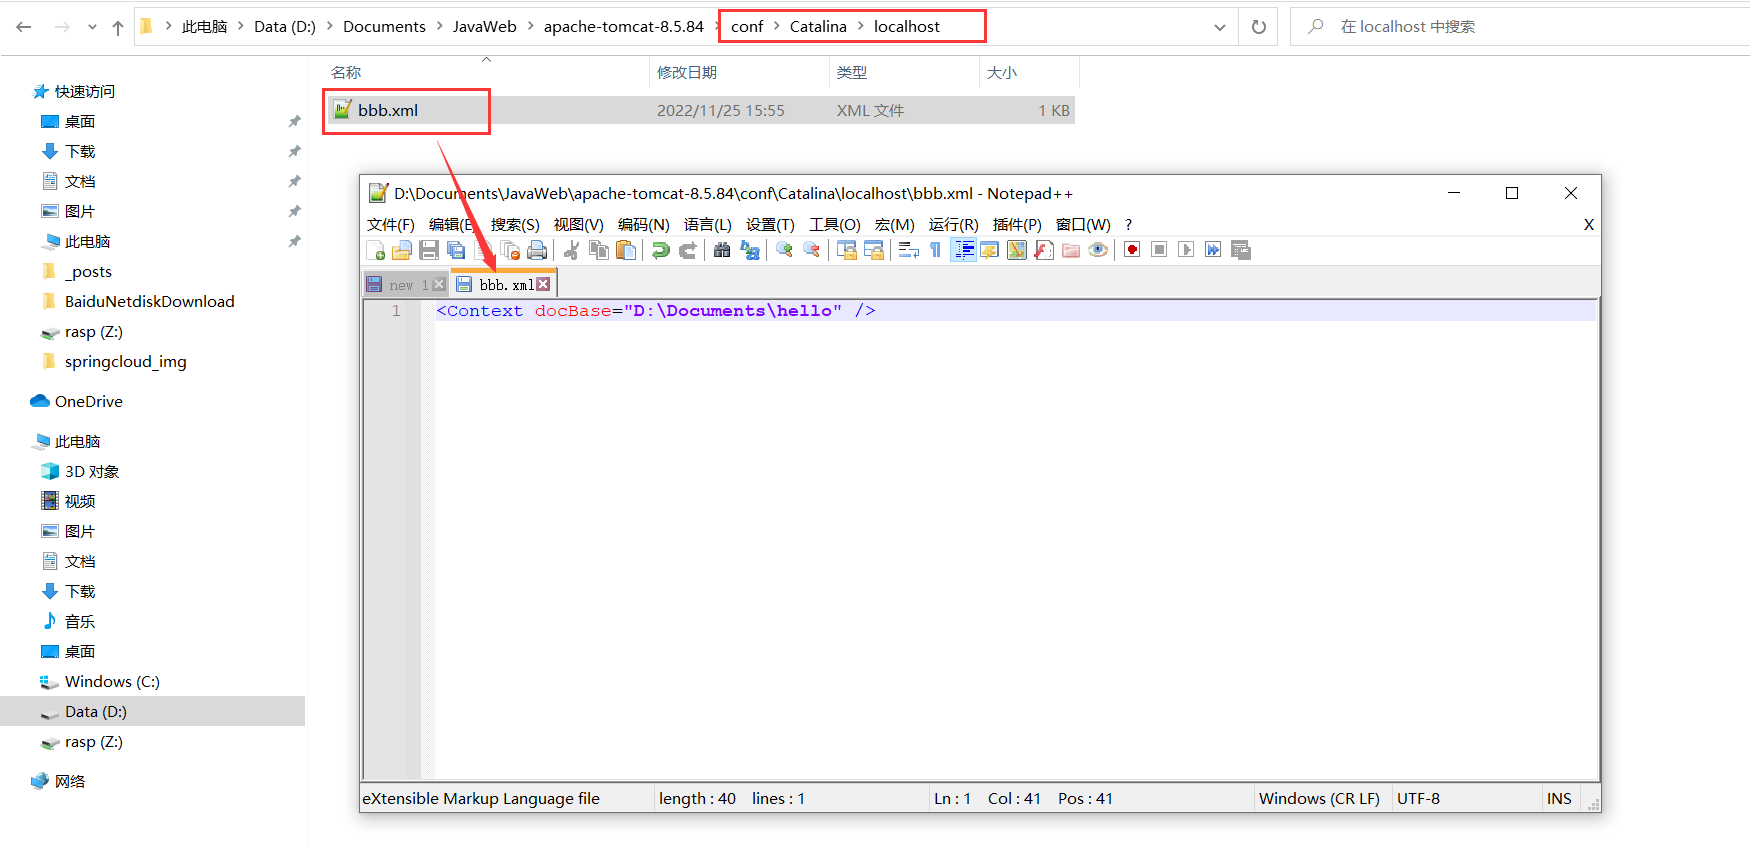 此电脑 > Data (D:) > Documents > JavaWeb > apache-tomcat-8.5.84 > conf > Catalina > localhost
在 localhost 中搜索
名称 修改日期 类型 大小
bbb.xml 2022/11/25 15:55 XML 文件 1 KB
快速访问
桌面
下载
文档
图片
此电脑
_posts
BaiduNetdiskDownload
rasp (Z:)
springcloud_img
OneDrive
此电脑
3D 对象
视频
图片
文档
下载
音乐
桌面
Windows (C:)
Data (D:)
rasp (Z:)
网络
D:\Documents\JavaWeb\apache-tomcat-8.5.84\conf\Catalina\localhost\bbb.xml - Notepad++
文件(F) 编辑(E 搜索(S) 视图(V) 编码(N) 语言(L) 设置(T) 工具(O) 宏(M) 运行(R) 插件(P) 窗口(W) ? X
new 1 bbb.xml
1 <Context docBase="D:\Documents\hello" />
eXtensible Markup Language file length : 40 lines : 1 Ln : 1 Col : 41 Pos : 41 Windows (CR LF) UTF-8 INS